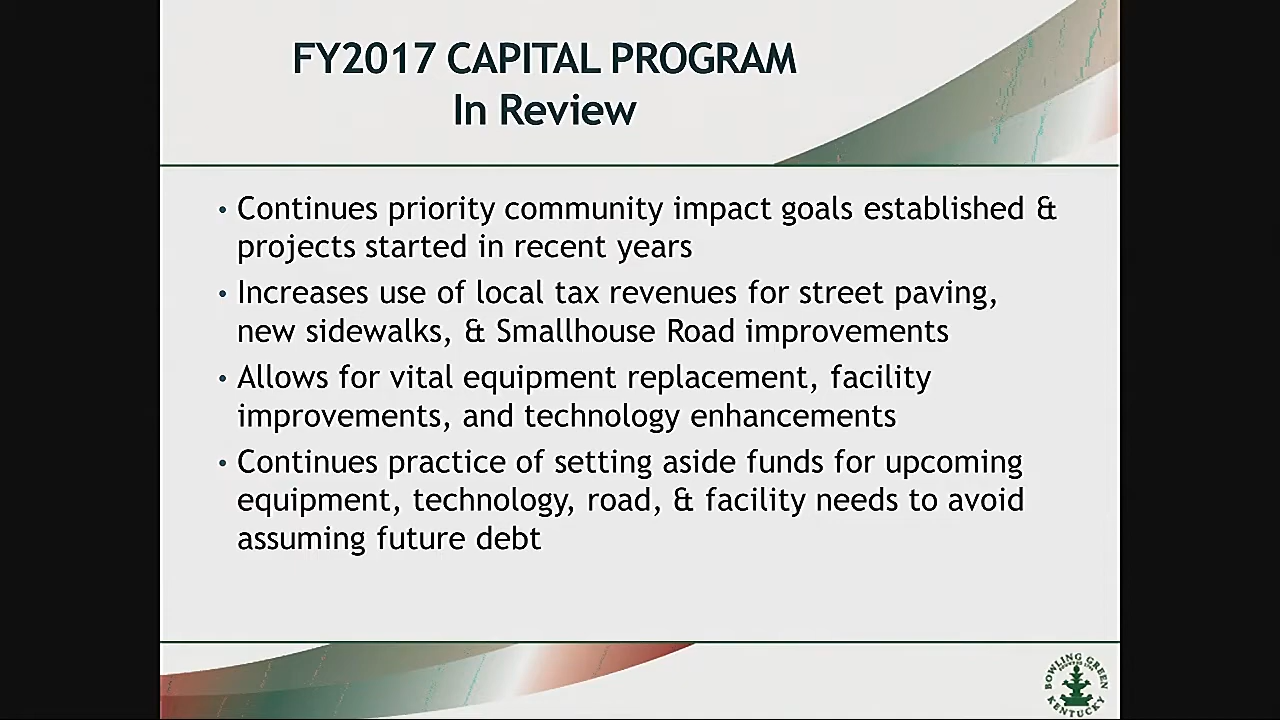 FY2017 CAPITAL PROGRAM
In Review
• Continues priority community impact goals established &
projects started in recent years
• Increases use of local tax revenues for street paving,
new sidewalks, & Smallhouse Road improvements
• Allows for vital equipment replacement, facility
improvements, and technology enhancements
• Continues practice of setting aside funds for upcoming
equipment, technology, road, & facility needs to avoid
assuming future debt
BOWLING GREEN
KENTUCKY